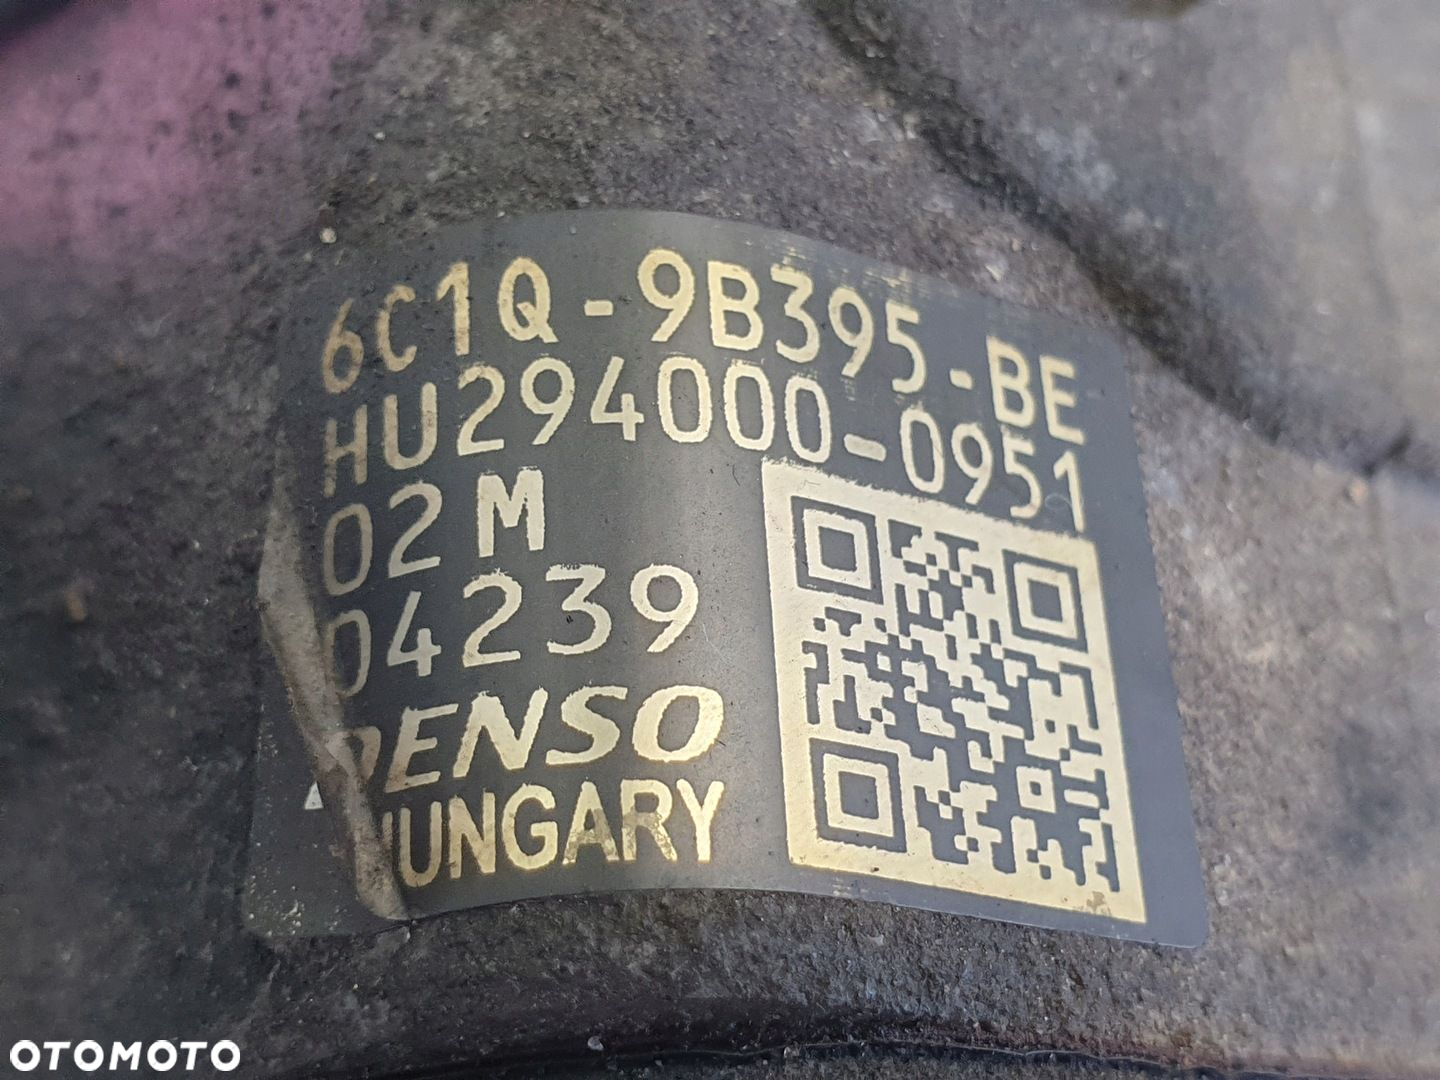 6C1Q-9B395-BE
HU294000-0951
02M
04239
DENSO
HUNGARY
OTOMOTO